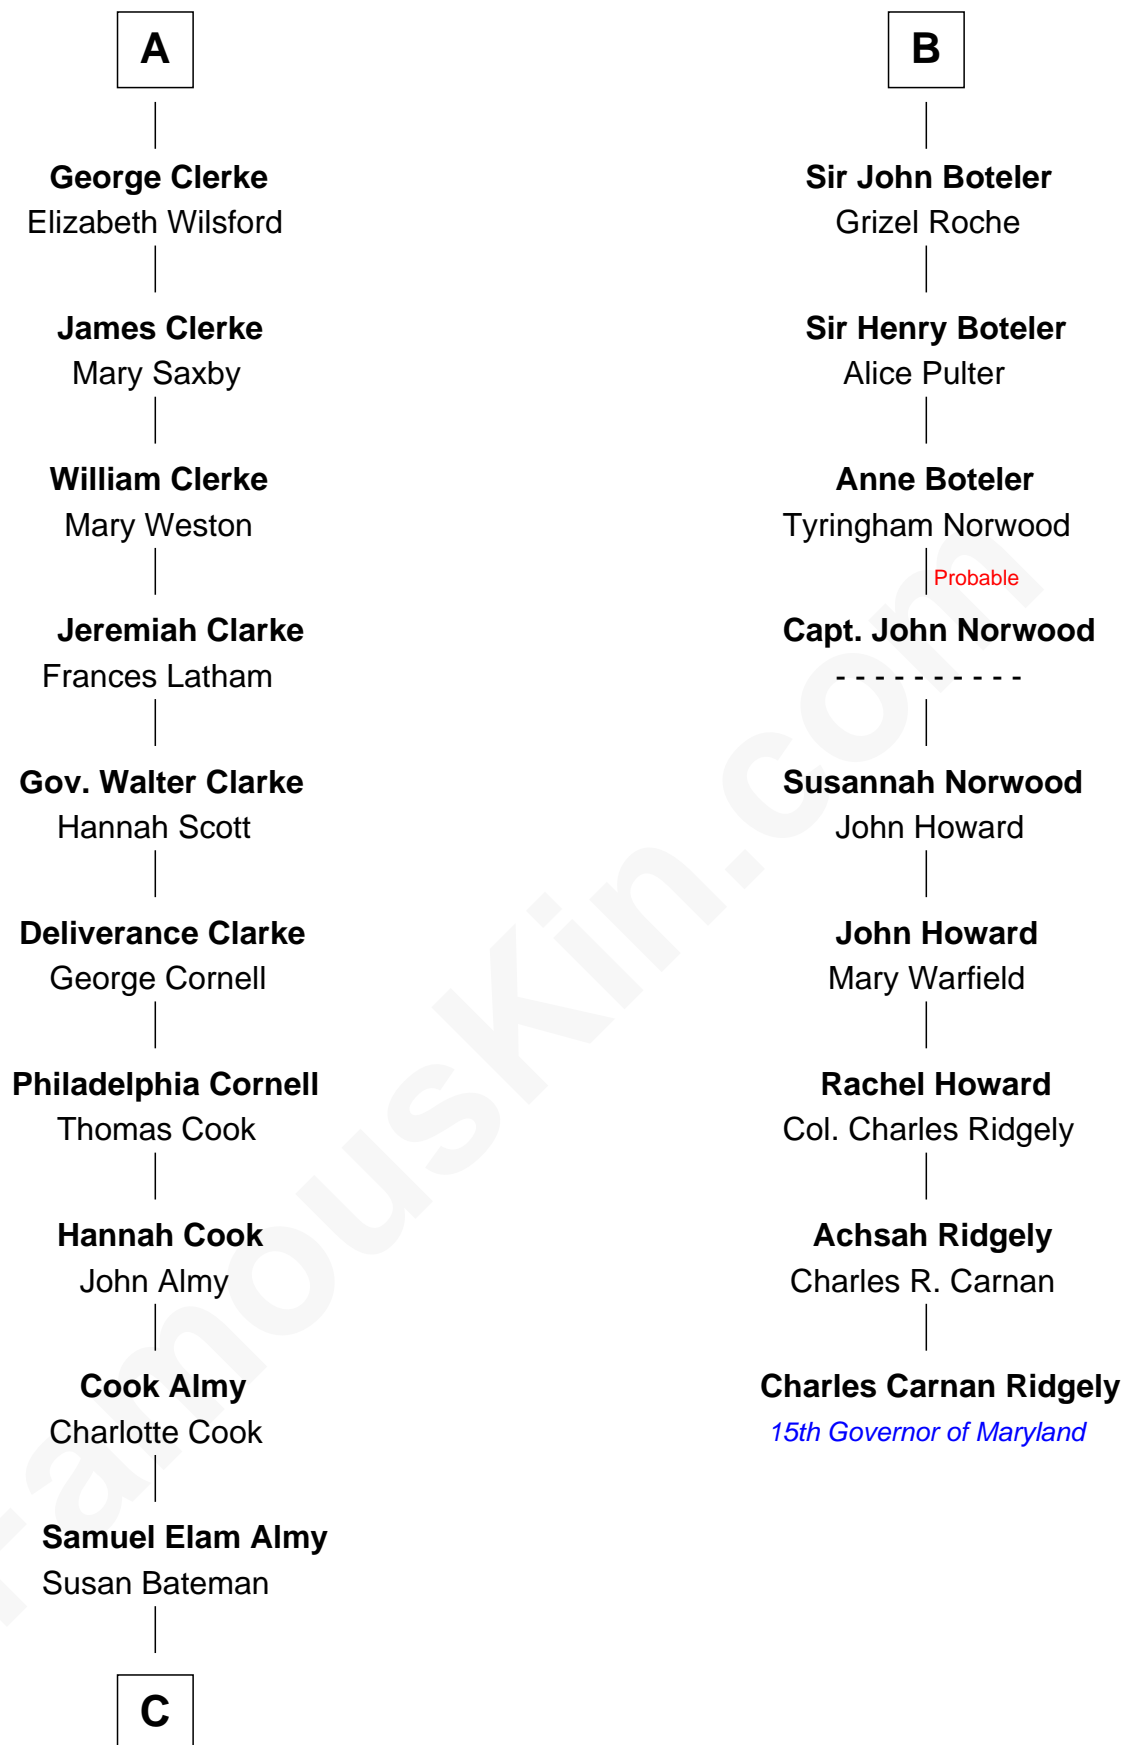 A
George Clerke
Elizabeth Wilsford
James Clerke
Mary Saxby
William Clerke
Mary Weston
Jeremiah Clarke
Frances Latham
Gov. Walter Clarke
Hannah Scott
Deliverance Clarke
George Cornell
Philadelphia Cornell
Thomas Cook
Hannah Cook
John Almy
Cook Almy
Charlotte Cook
Samuel Elam Almy
Susan Bateman
C
B
Sir John Boteler
Grizel Roche
Sir Henry Boteler
Alice Pulter
Anne Boteler
Tyringham Norwood
Probable
Capt. John Norwood
- - - - - - - - - -
Susannah Norwood
John Howard
John Howard
Mary Warfield
Rachel Howard
Col. Charles Ridgely
Achsah Ridgely
Charles R. Carnan
Charles Carnan Ridgely
15th Governor of Maryland
FamousKin.com